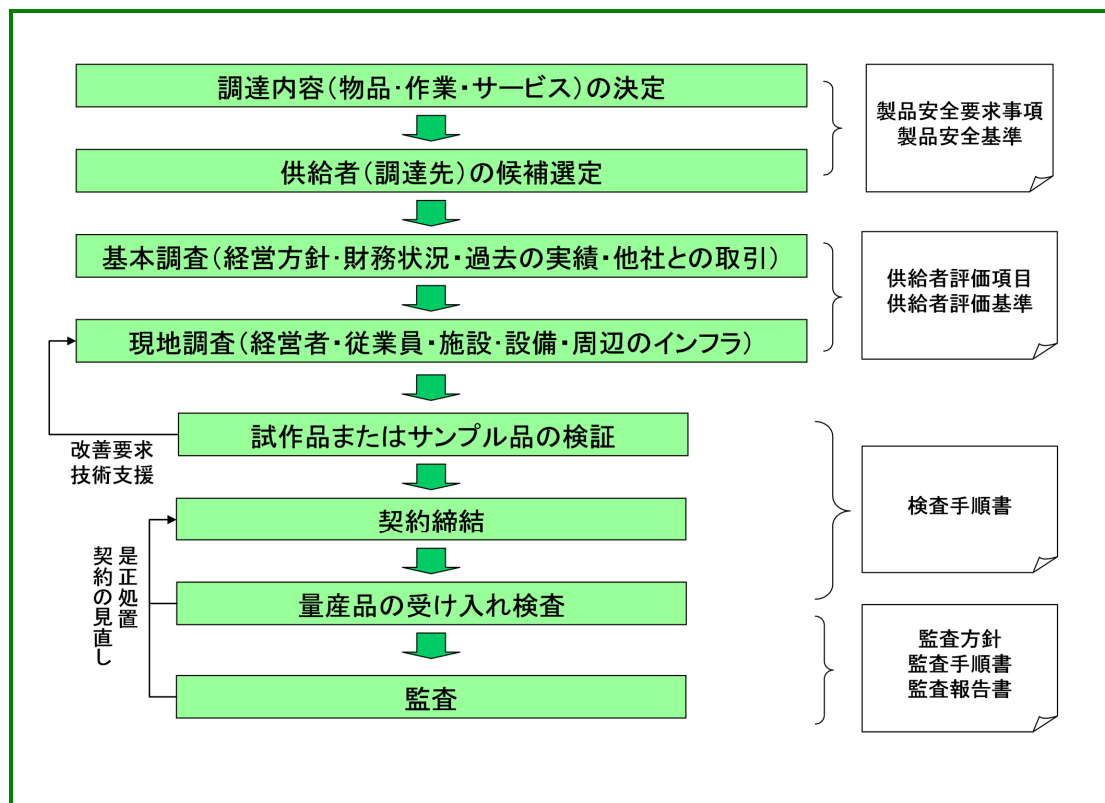 調達内容(物品･作業・サービス)の決定
供給者(調達先)の候補選定
基本調査(経営方針･財務状況・過去の実績・他社との取引)
現地調査(経営者・従業員・施設･設備・周辺のインフラ)
試作品またはサンプル品の検証
契約締結
量産品の受け入れ検査
監査
改善要求
技術支援
是正処置
契約の見直し
製品安全要求事項
製品安全基準
供給者評価項目
供給者評価基準
検査手順書
監査方針
監査手順書
監査報告書